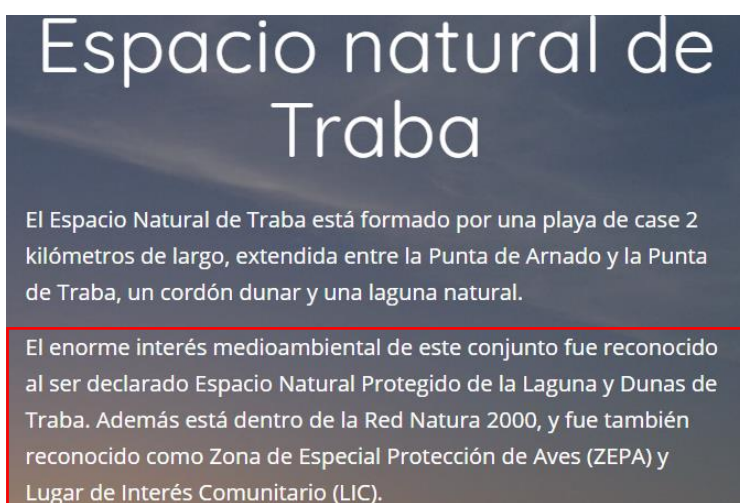 Espacio natural de
Traba
El Espacio Natural de Traba está formado por una playa de case 2
kilómetros de largo, extendida entre la Punta de Arnado y la Punta
de Traba, un cordón dunar y una laguna natural.
El enorme interés medioambiental de este conjunto fue reconocido
al ser declarado Espacio Natural Protegido de la Laguna y Dunas de
Traba. Además está dentro de la Red Natura 2000, y fue también
reconocido como Zona de Especial Protección de Aves (ZEPA) y
Lugar de Interés Comunitario (LIC).